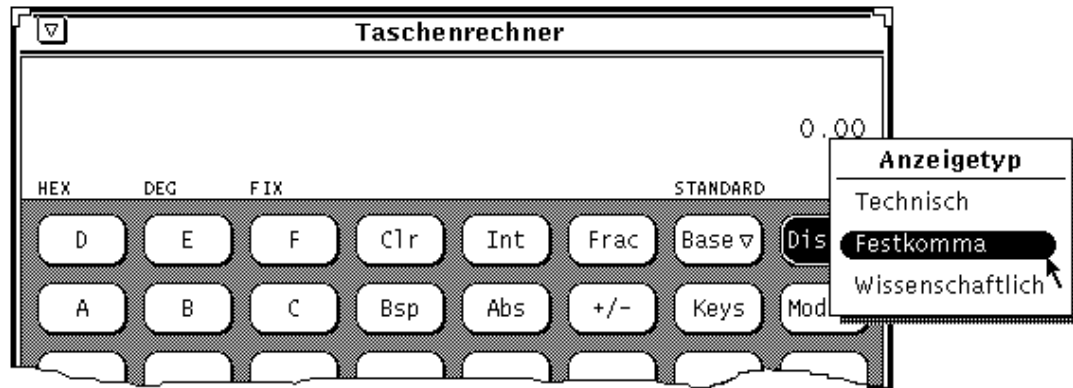 Taschenrechner
0.00
HEX DEG FIX STANDARD
D E F Clr Int Frac Base Dis
A B C Bsp Abs +/- Keys Mod
Anzeigetyp
Technisch
Festkomma
Wissenschaftlich